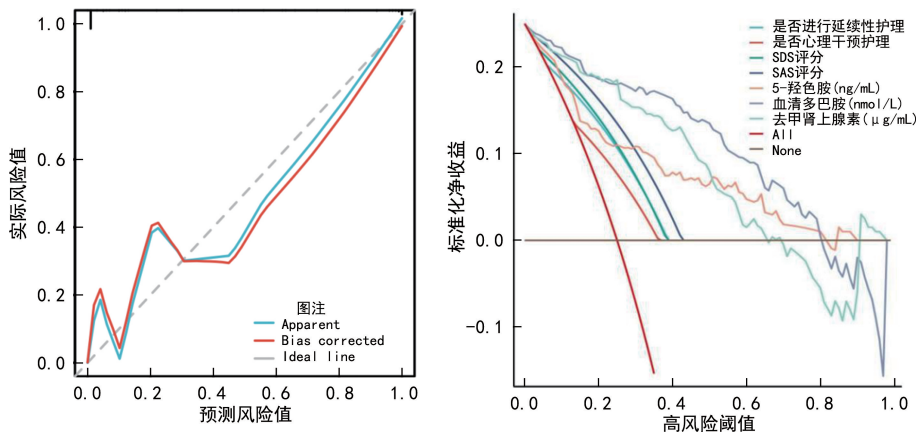 1.0
0.8
0.6
0.4
0.2
0.0
实际风险值
图注
Apparent
Bias corrected
Ideal line
0.0 0.2 0.4 0.6 0.8 1.0
预测风险值
0.2
0.1
0.0
-0.1
标准化净收益
是否进行延续性护理
是否心理干预护理
SDS评分
SAS评分
5-羟色胺(ng/mL)
血清多巴胺(nmol/L)
去甲肾上腺素(μg/mL)
All
None
0.0 0.2 0.4 0.6 0.8 1.0
高风险阈值